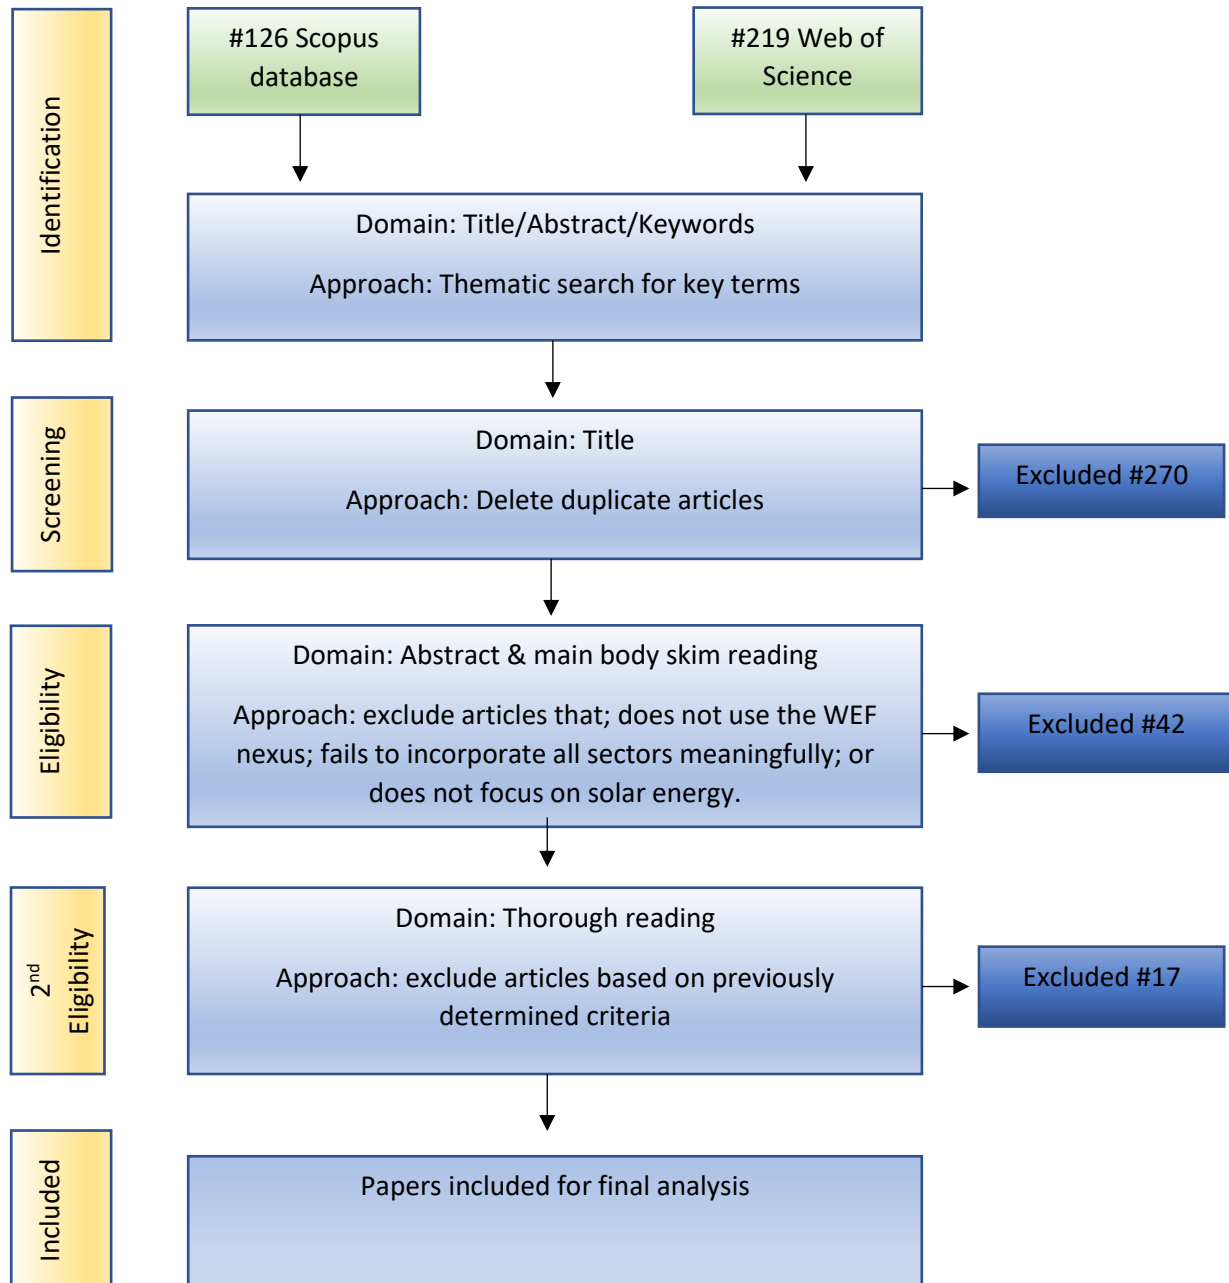 Identification
#126 Scopus
database
#219 Web of
Science
Domain: Title/Abstract/Keywords
Approach: Thematic search for key terms
Screening
Domain: Title
Approach: Delete duplicate articles
Excluded #270
Eligibility
Domain: Abstract & main body skim reading
Approach: exclude articles that; does not use the WEF
nexus; fails to incorporate all sectors meaningfully; or
does not focus on solar energy.
Excluded #42
2nd
Eligibility
Domain: Thorough reading
Approach: exclude articles based on previously
determined criteria
Excluded #17
Included
Papers included for final analysis